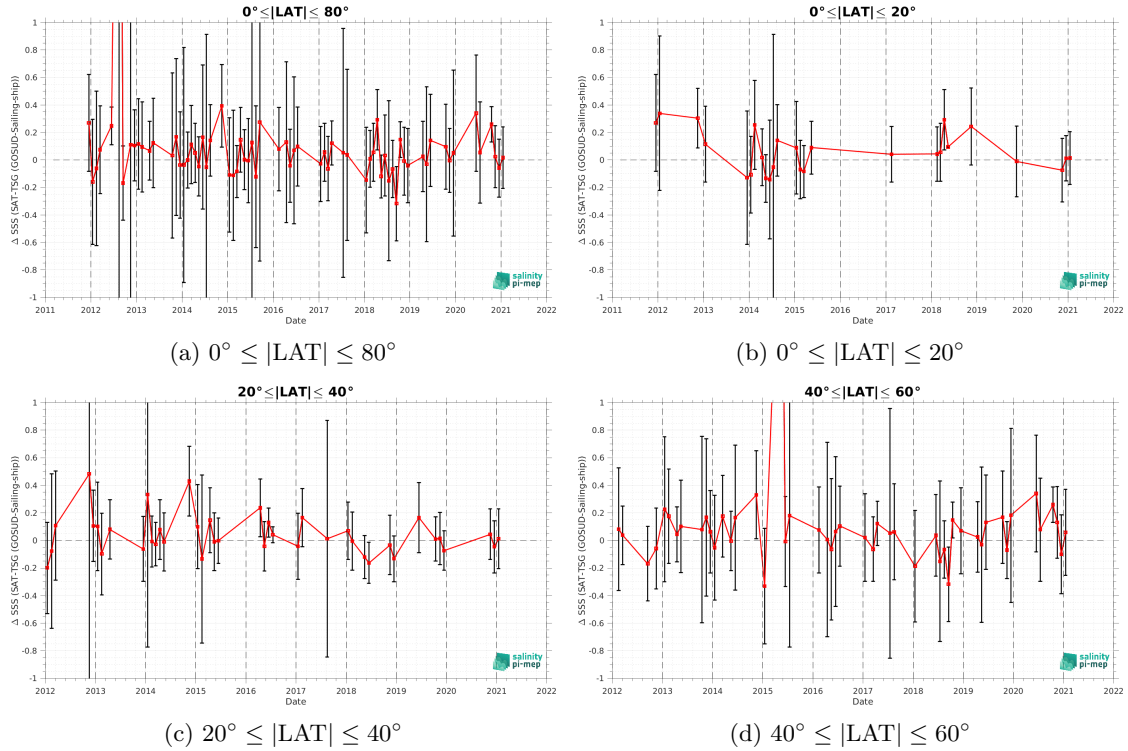 0°≤|LAT|≤ 80°
Δ SSS (SAT-TSG (GOSUD-Sailing-ship))
1
0.8
0.6
0.4
0.2
0
-0.2
-0.4
-0.6
-0.8
-1
salinity
pi-mep
2011 2012 2013 2014 2015 2016 2017 2018 2019 2020 2021 2022
Date
(a) 0° ≤ |LAT| ≤ 80°
0°≤|LAT|≤ 20°
Δ SSS (SAT-TSG (GOSUD-Sailing-ship))
1
0.8
0.6
0.4
0.2
0
-0.2
-0.4
-0.6
-0.8
-1
salinity
pi-mep
2011 2012 2013 2014 2015 2016 2017 2018 2019 2020 2021 2022
Date
(b) 0° ≤ |LAT| ≤ 20°
20°≤|LAT|≤ 40°
Δ SSS (SAT-TSG (GOSUD-Sailing-ship))
1
0.8
0.6
0.4
0.2
0
-0.2
-0.4
-0.6
-0.8
-1
salinity
pi-mep
2012 2013 2014 2015 2016 2017 2018 2019 2020 2021 2022
Date
(c) 20° ≤ |LAT| ≤ 40°
40°≤|LAT|≤ 60°
Δ SSS (SAT-TSG (GOSUD-Sailing-ship))
1
0.8
0.6
0.4
0.2
0
-0.2
-0.4
-0.6
-0.8
-1
salinity
pi-mep
2012 2013 2014 2015 2016 2017 2018 2019 2020 2021 2022
Date
(d) 40° ≤ |LAT| ≤ 60°